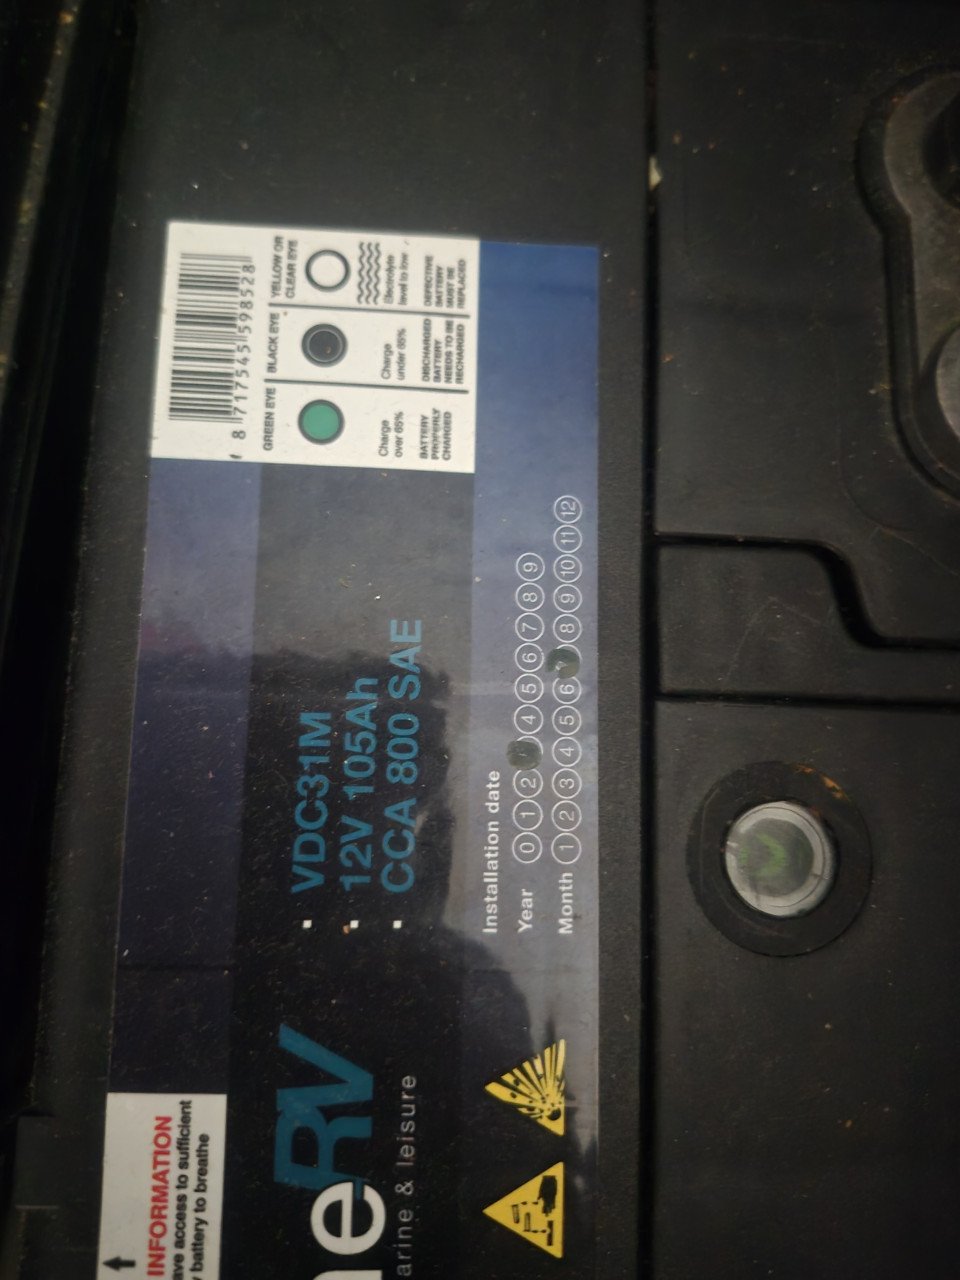 8 717545 598528
GREEN EYE
BLACK EYE
YELLOW OR
CLEAR EYE
Charge
over 65%
Charge
under 65%
Electrolyte
level to low
BATTERY
PROPERLY
CHARGED
DISCHARGED
BATTERY
NEEDS TO BE
RECHARGED
DEFECTIVE
BATTERY
MUST BE
REPLACED
INFORMATION
ave access to sufficient
battery to breathe
eRV
arine & leisure
• VDC31M
• 12V 105Ah
• CCA 800 SAE
Installation date
Year 0 1 2 4 5 6 7 8 9
Month 1 2 3 4 5 6 8 9 10 11 12